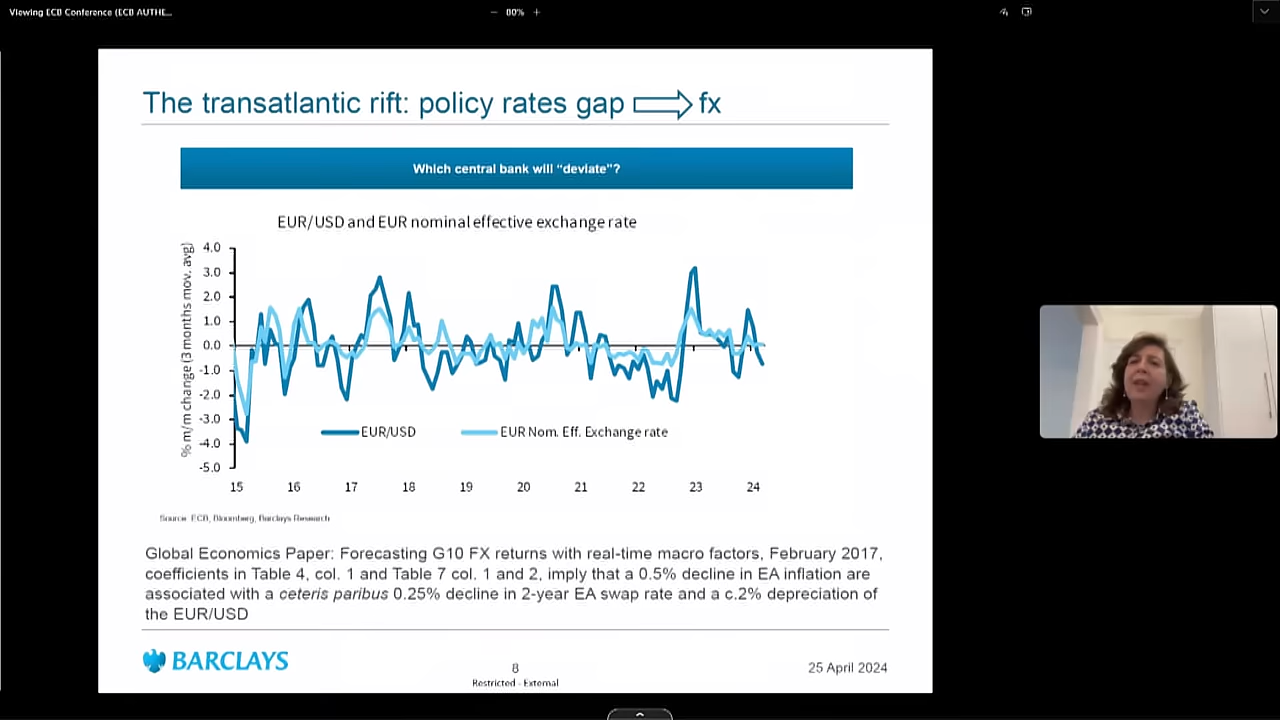 Viewing ECB Conference (ECB AUTHE...
80%
The transatlantic rift: policy rates gap fx
Which central bank will “deviate”?
EUR/USD and EUR nominal effective exchange rate
% m/m change (3 months mov. avg)
4.0
3.0
2.0
1.0
0.0
-1.0
-2.0
-3.0
-4.0
-5.0
EUR/USD
EUR Nom. Eff. Exchange rate
15 16 17 18 19 20 21 22 23 24
Source: ECB, Bloomberg, Barclays Research
Global Economics Paper: Forecasting G10 FX returns with real-time macro factors, February 2017,
coefficients in Table 4, col. 1 and Table 7 col. 1 and 2, imply that a 0.5% decline in EA inflation are
associated with a ceteris paribus 0.25% decline in 2-year EA swap rate and a c.2% depreciation of
the EUR/USD
BARCLAYS
8
25 April 2024
Restricted - External